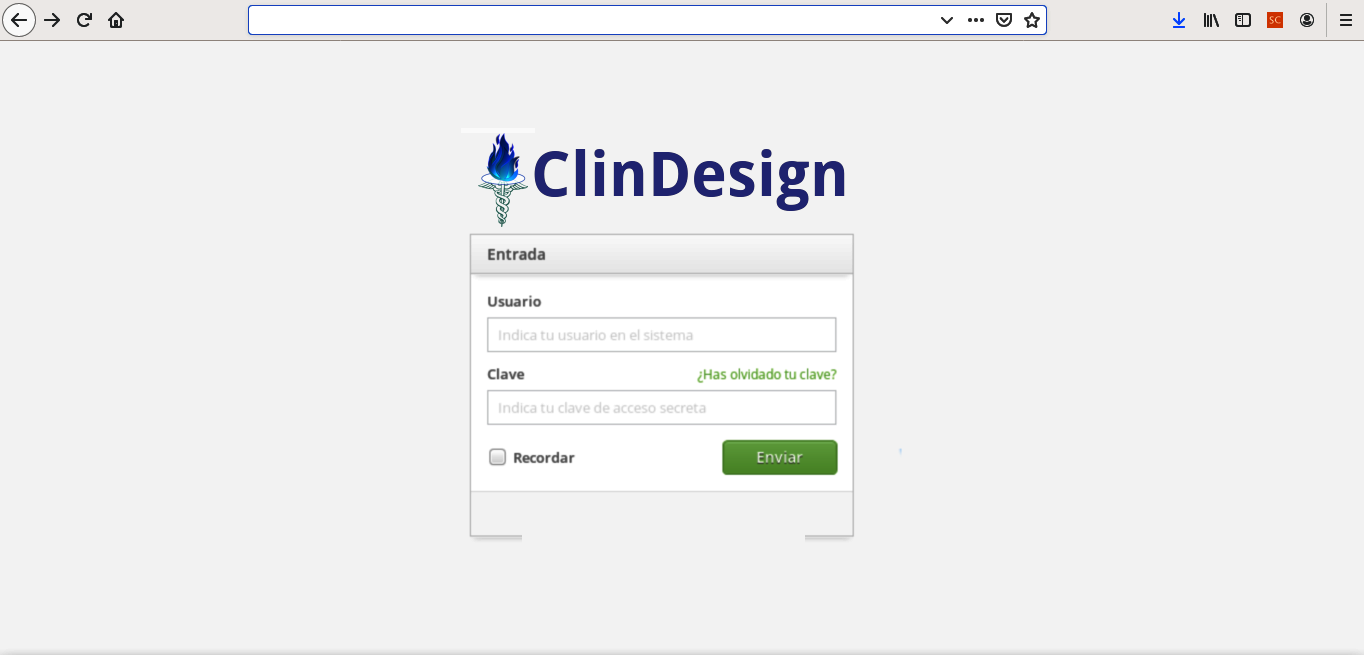 SC
ClinDesign
Entrada
Usuario
Indica tu usuario en el sistema
Clave ¿Has olvidado tu clave?
Indica tu clave de acceso secreta
Recordar Enviar